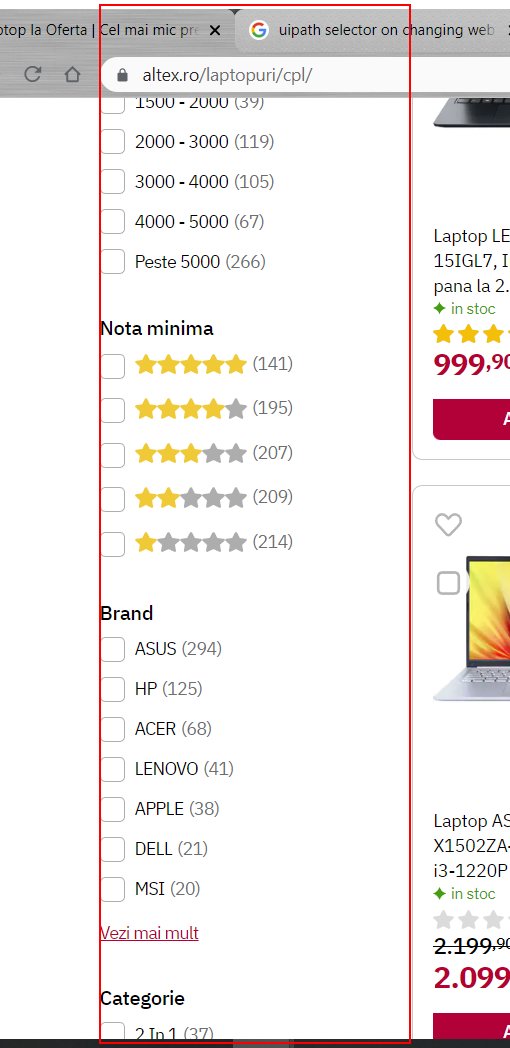 top la Oferta | Cel mai mic pre
uipath selector on changing web
altex.ro/laptopuri/cpl/
1500 - 2000 (39)
2000 - 3000 (119)
3000 - 4000 (105)
4000 - 5000 (67)
Peste 5000 (266)
Nota minima
(141)
(195)
(207)
(209)
(214)
Brand
ASUS (294)
HP (125)
ACER (68)
LENOVO (41)
APPLE (38)
DELL (21)
MSI (20)
Vezi mai mult
Categorie
2 In 1 (37)
Laptop LE
15IGL7, I
pana la 2.
in stoc
999,90
A
Laptop AS
X1502ZA-
i3-1220P
in stoc
2.199,90
2.099
A